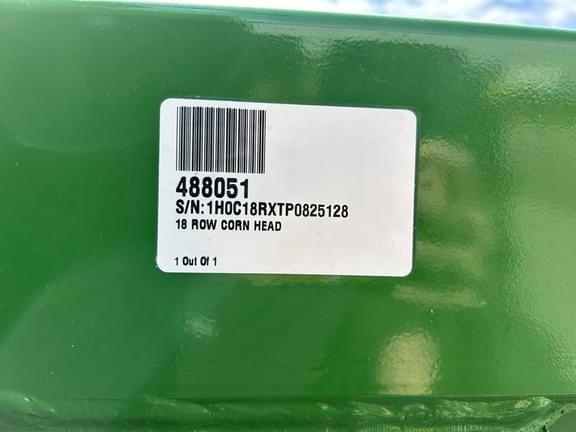 488051
S/N:1H0C18RXTP0825128
18 ROW CORN HEAD
1 Out Of 1